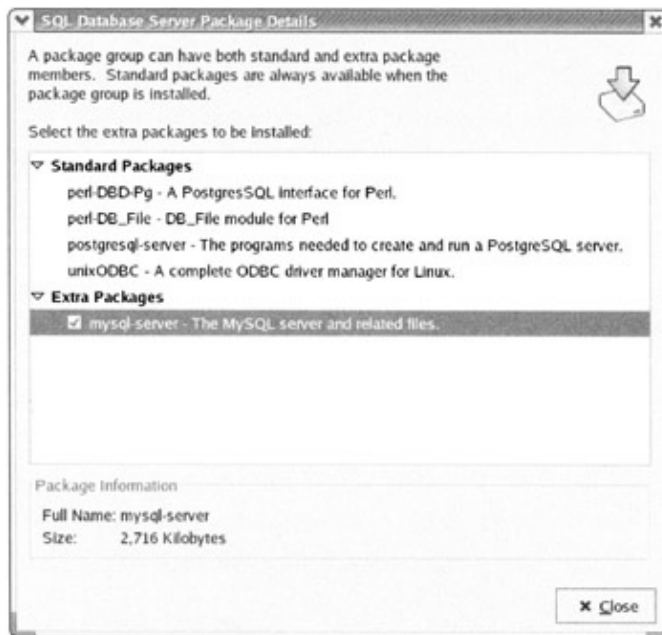 SQL Database Server Package Details
A package group can have both standard and extra package
members. Standard packages are always available when the
package group is installed.
Select the extra packages to be installed:
Standard Packages
perl-DBD-Pg - A PostgresSQL interface for Perl.
perl-DB_File - DB_File module for Perl
postgresql-server - The programs needed to create and run a PostgreSQL server.
unixODBC - A complete ODBC driver manager for Linux.
Extra Packages
mysql-server - The MySQL server and related files.
Package Information
Full Name: mysql-server
Size: 2,716 Kilobytes
Close